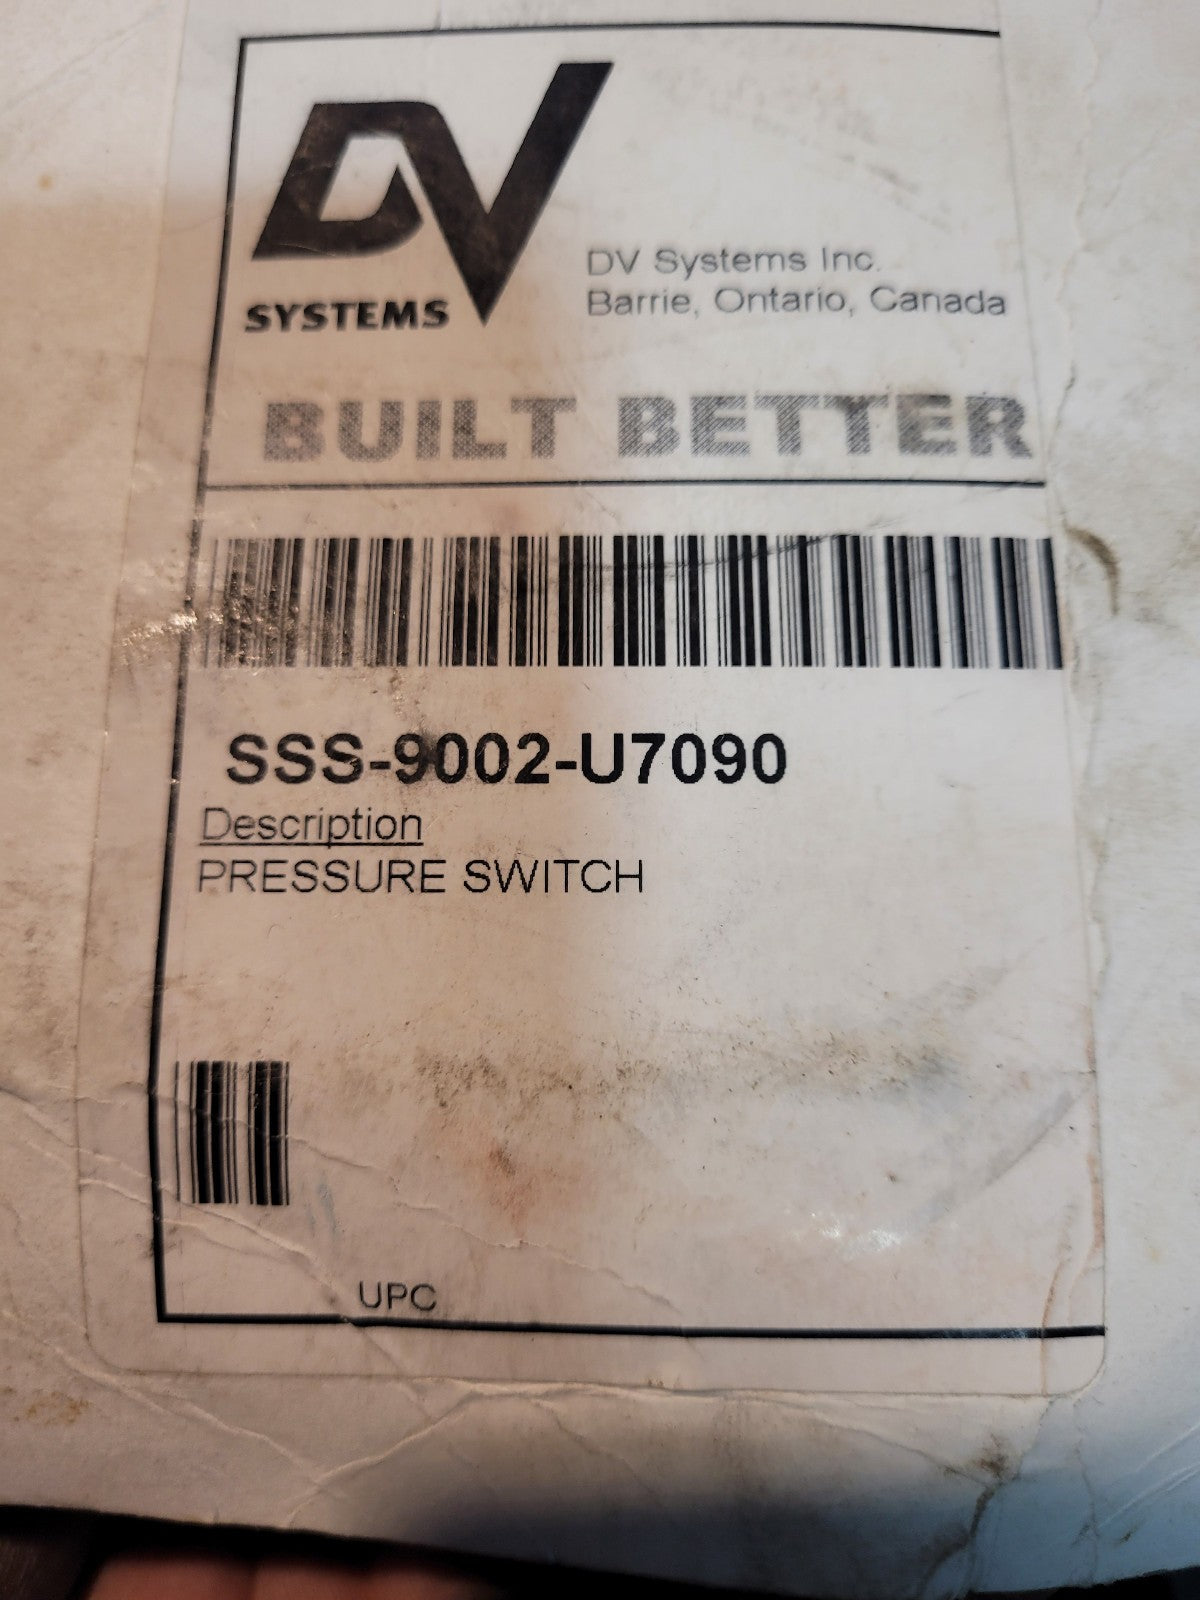 DV
SYSTEMS
DV Systems Inc.
Barrie, Ontario, Canada
BUILT BETTER
SSS-9002-U7090
Description
PRESSURE SWITCH
UPC